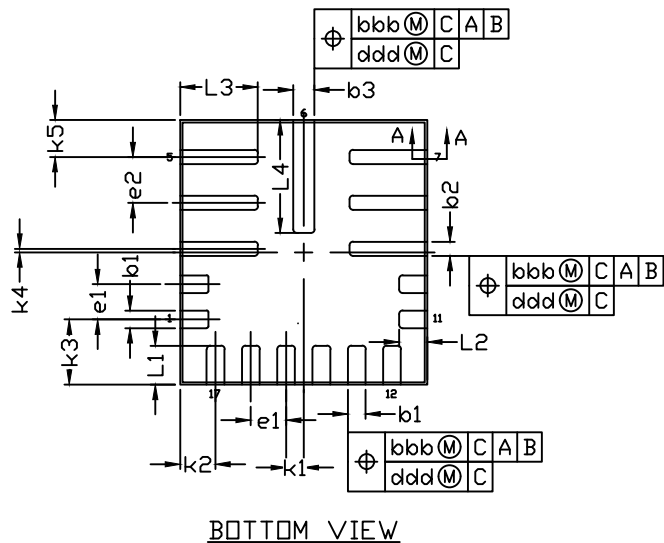 bbb Ⓜ C A B
ddd Ⓜ C
L3
b3
6
A A
k5
5
7
e2
L4
b2
k4
b1
e1
bbb Ⓜ C A B
ddd Ⓜ C
1
11
k3
L1
L2
17
12
e1
b1
k2
k1
bbb Ⓜ C A B
ddd Ⓜ C
BOTTOM VIEW